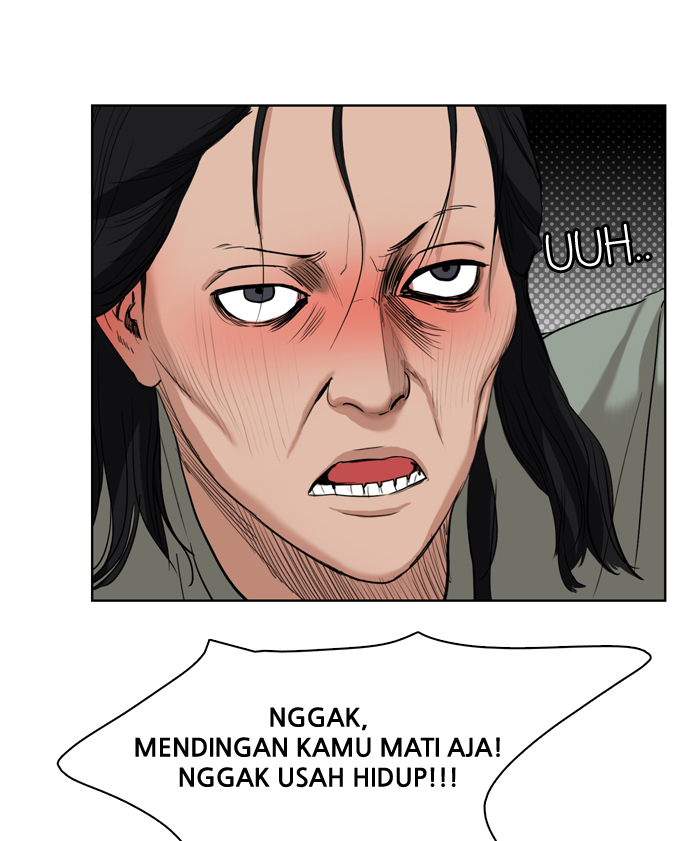 UUH..
NGGAK,
MENDINGAN KAMU MATI AJA!
NGGAK USAH HIDUP!!!